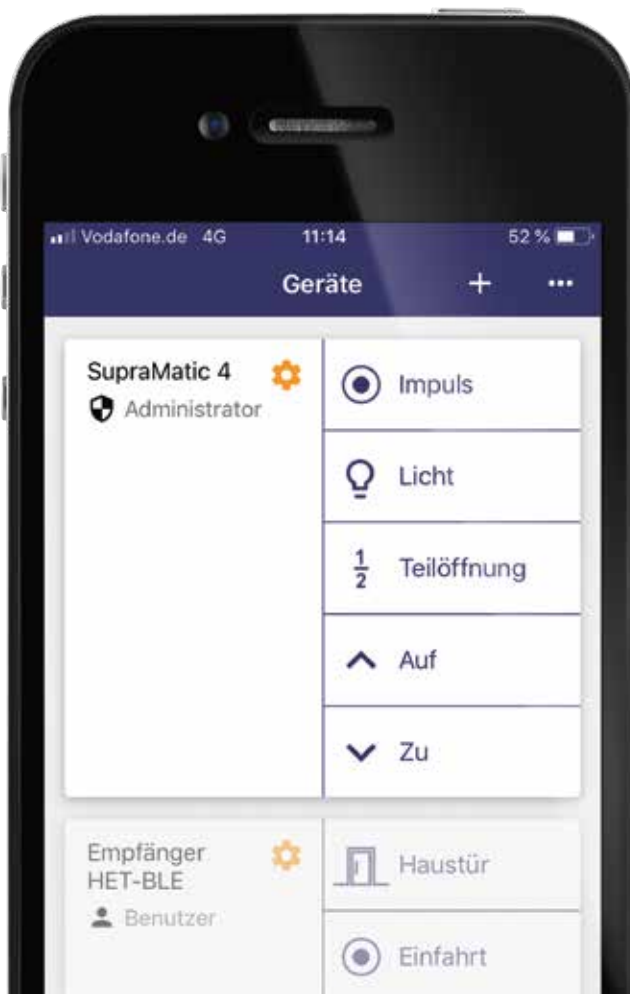 Vodafone.de 4G 11:14 52 %
Geräte + •••
SupraMatic 4
Administrator
Impuls
Licht
1/2 Teilöffnung
Auf
Zu
Empfänger
HET-BLE
Benutzer
Haustür
Einfahrt